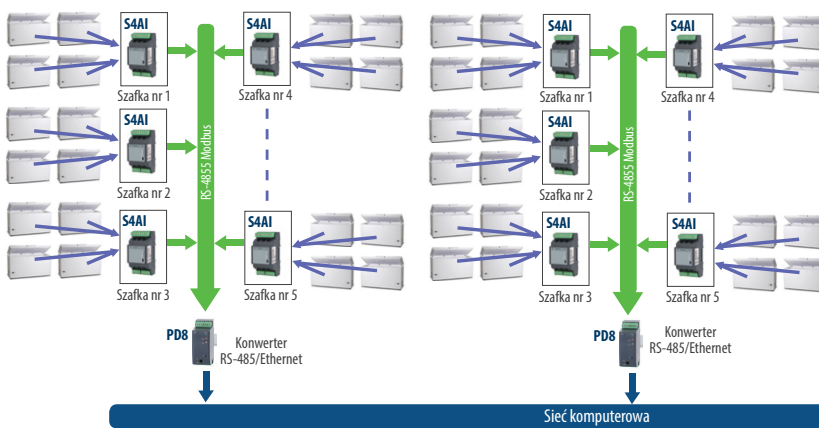 S4AI
Szafka nr 1
S4AI
Szafka nr 2
S4AI
Szafka nr 3
RS-4855 Modbus
S4AI
Szafka nr 4
S4AI
Szafka nr 5
PD8
Konwerter
RS-485/Ethernet
S4AI
Szafka nr 1
S4AI
Szafka nr 2
S4AI
Szafka nr 3
RS-4855 Modbus
S4AI
Szafka nr 4
S4AI
Szafka nr 5
PD8
Konwerter
RS-485/Ethernet
Sieć komputerowa